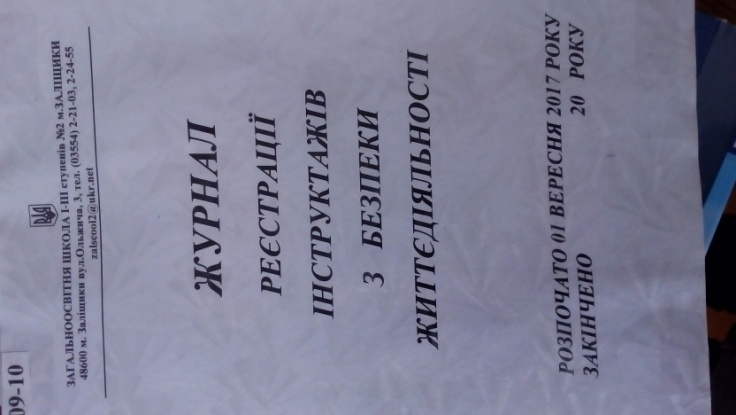 09-10
ЗАГАЛЬНООСВІТНЯ ШКОЛА І-ІІІ ступенів №2 м.ЗАЛІЩИКИ
48600 м. Заліщики вул.Ольжича, 3, тел. (03554) 2-21-03, 2-24-55
zalscool2@ukr.net
ЖУРНАЛ
РЕЄСТРАЦІЇ
ІНСТРУКТАЖІВ
З БЕЗПЕКИ
ЖИТТЄДІЯЛЬНОСТІ
РОЗПОЧАТО 01 ВЕРЕСНЯ 2017 РОКУ
ЗАКІНЧЕНО 20 РОКУ